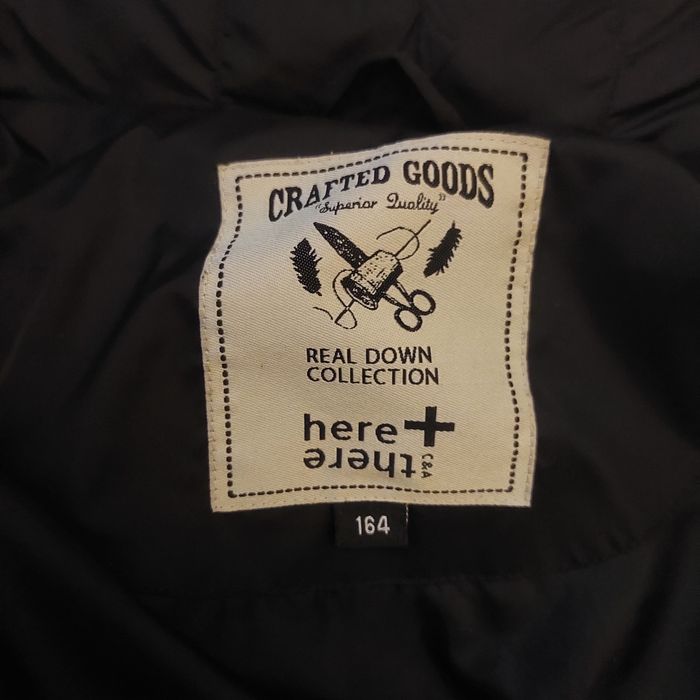 CRAFTED GOODS
"Superior Quality"
REAL DOWN
COLLECTION
here +
there
C&A
164